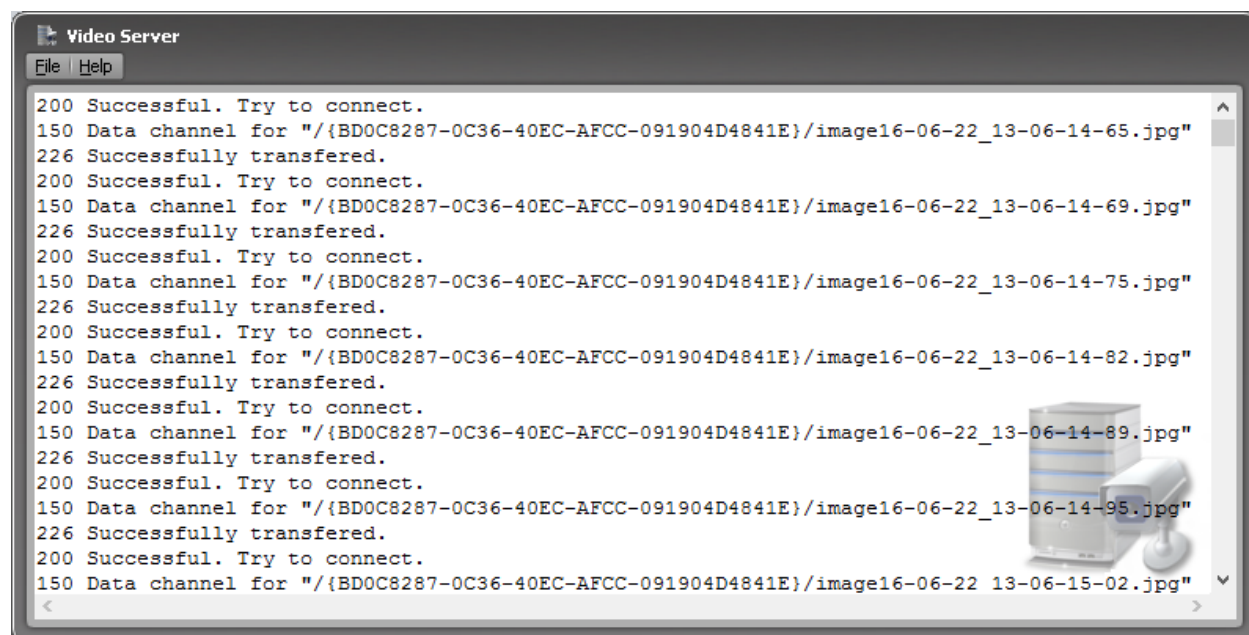 Video Server
File Help
200 Successful. Try to connect.
150 Data channel for "/{BD0C8287-0C36-40EC-AFCC-091904D4841E}/image16-06-22_13-06-14-65.jpg"
226 Successfully transfered.
200 Successful. Try to connect.
150 Data channel for "/{BD0C8287-0C36-40EC-AFCC-091904D4841E}/image16-06-22_13-06-14-69.jpg"
226 Successfully transfered.
200 Successful. Try to connect.
150 Data channel for "/{BD0C8287-0C36-40EC-AFCC-091904D4841E}/image16-06-22_13-06-14-75.jpg"
226 Successfully transfered.
200 Successful. Try to connect.
150 Data channel for "/{BD0C8287-0C36-40EC-AFCC-091904D4841E}/image16-06-22_13-06-14-82.jpg"
226 Successfully transfered.
200 Successful. Try to connect.
150 Data channel for "/{BD0C8287-0C36-40EC-AFCC-091904D4841E}/image16-06-22_13-06-14-89.jpg"
226 Successfully transfered.
200 Successful. Try to connect.
150 Data channel for "/{BD0C8287-0C36-40EC-AFCC-091904D4841E}/image16-06-22_13-06-14-95.jpg"
226 Successfully transfered.
200 Successful. Try to connect.
150 Data channel for "/{BD0C8287-0C36-40EC-AFCC-091904D4841E}/image16-06-22 13-06-15-02.jpg"